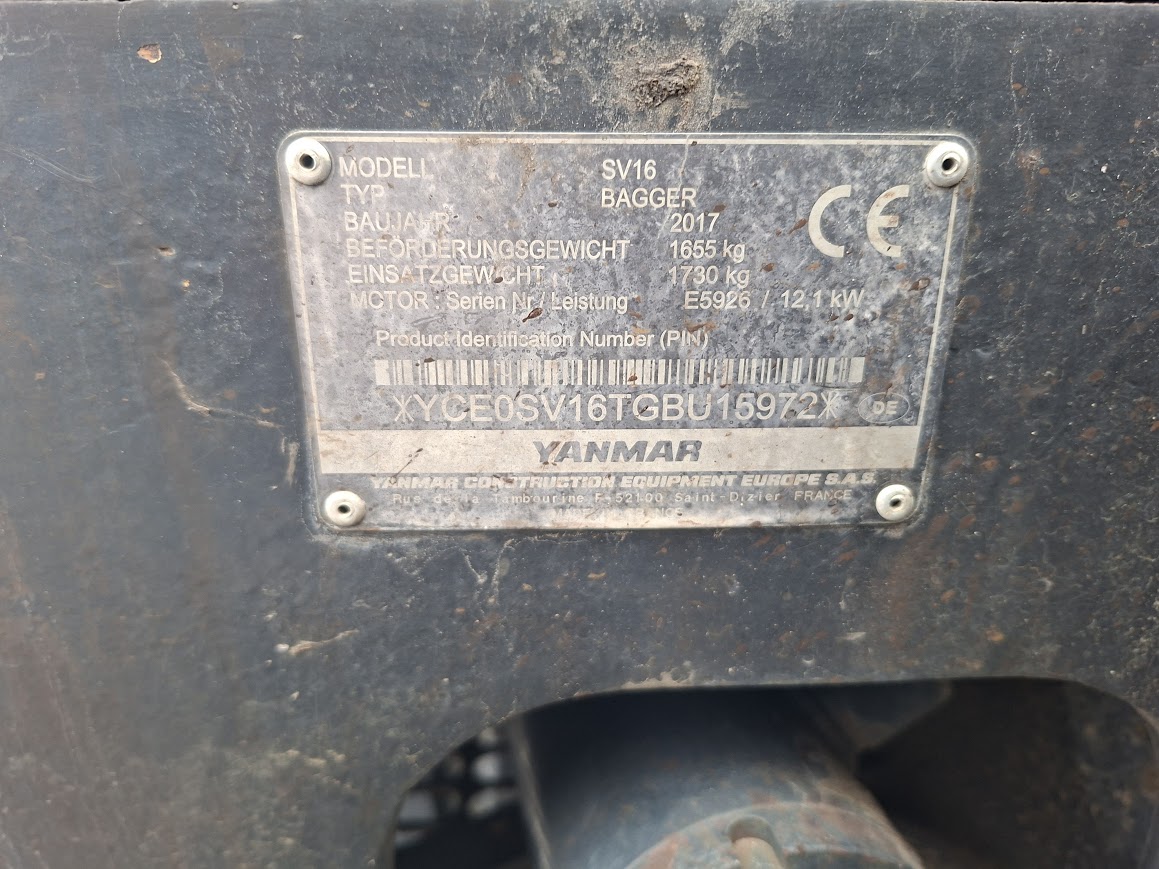 MODELL SV16
TYP BAGGER
BAUJAHR 2017
BEFÖRDERUNGSGEWICHT 1655 kg
EINSATZGEWICHT 1730 kg
MOTOR : Serien Nr / Leistung E5926 / 12,1 kW
CE
Product Identification Number (PIN)
*YCE0SV16TGBU15972* DE
YANMAR
YANMAR CONSTRUCTION EQUIPMENT EUROPE S.A.S
Rue de la Tambourine F-52100 Saint-Dizier FRANCE